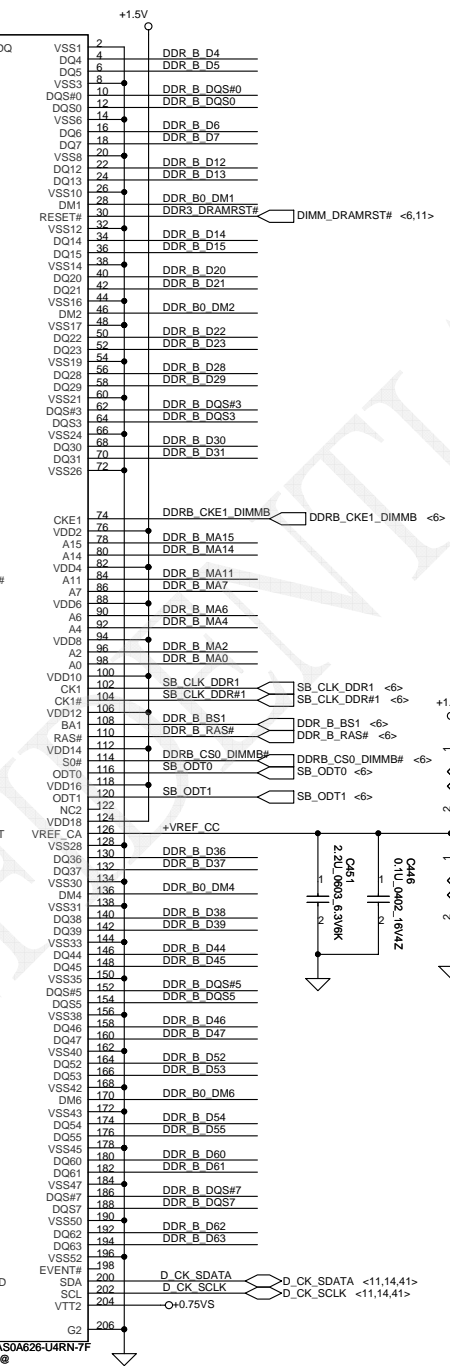 +1.5V
DQ VSS1 2
DQ4 4 DDR_B_D4
DQ5 6 DDR_B_D5
VSS3 8
DQS#0 10 DDR_B_DQS#0
DQS0 12 DDR_B_DQS0
VSS6 14
DQ6 16 DDR_B_D6
DQ7 18 DDR_B_D7
VSS8 20
DQ12 22 DDR_B_D12
DQ13 24 DDR_B_D13
VSS10 26
DM1 28 DDR_B0_DM1
RESET# 30 DDR3_DRAMRST# DIMM_DRAMRST# <6,11>
VSS12 32
DQ14 34 DDR_B_D14
DQ15 36 DDR_B_D15
VSS14 38
DQ20 40 DDR_B_D20
DQ21 42 DDR_B_D21
VSS16 44
DM2 46 DDR_B0_DM2
VSS17 48
DQ22 50 DDR_B_D22
DQ23 52 DDR_B_D23
VSS19 54
DQ28 56 DDR_B_D28
DQ29 58 DDR_B_D29
VSS21 60
DQS#3 62 DDR_B_DQS#3
DQS3 64 DDR_B_DQS3
VSS24 66
DQ30 68 DDR_B_D30
DQ31 70 DDR_B_D31
VSS26 72
CKE1 74 DDRB_CKE1_DIMMB DDRB_CKE1_DIMMB <6>
VDD2 76
A15 78 DDR_B_MA15
A14 80 DDR_B_MA14
VDD4 82
# A11 84 DDR_B_MA11
A7 86 DDR_B_MA7
VDD6 88
A6 90 DDR_B_MA6
A4 92 DDR_B_MA4
VDD8 94
A2 96 DDR_B_MA2
A0 98 DDR_B_MA0
VDD10 100
CK1 102 SB_CLK_DDR1 SB_CLK_DDR1 <6>
CK1# 104 SB_CLK_DDR#1 SB_CLK_DDR#1 <6>
VDD12 106
BA1 108 DDR_B_BS1 DDR_B_BS1 <6>
RAS# 110 DDR_B_RAS# DDR_B_RAS# <6>
VDD14 112
S0# 114 DDRB_CS0_DIMMB# DDRB_CS0_DIMMB# <6>
ODT0 116 SB_ODT0 SB_ODT0 <6>
VDD16 118
ODT1 120 SB_ODT1 SB_ODT1 <6>
NC2 122
VDD18 124
VREF_CA 126 +VREF_CC
VSS28 128
DQ36 130 DDR_B_D36
DQ37 132 DDR_B_D37
VSS30 134
DM4 136 DDR_B0_DM4
VSS31 138
DQ38 140 DDR_B_D38
DQ39 142 DDR_B_D39
VSS33 144
DQ44 146 DDR_B_D44
DQ45 148 DDR_B_D45
VSS35 150
DQS#5 152 DDR_B_DQS#5
DQS5 154 DDR_B_DQS5
VSS38 156
DQ46 158 DDR_B_D46
DQ47 160 DDR_B_D47
VSS40 162
DQ52 164 DDR_B_D52
DQ53 166 DDR_B_D53
VSS42 168
DM6 170 DDR_B0_DM6
VSS43 172
DQ54 174 DDR_B_D54
DQ55 176 DDR_B_D55
VSS45 178
DQ60 180 DDR_B_D60
DQ61 182 DDR_B_D61
VSS47 184
DQS#7 186 DDR_B_DQS#7
DQS7 188 DDR_B_DQS7
VSS50 190
DQ62 192 DDR_B_D62
DQ63 194 DDR_B_D63
VSS52 196
EVENT# 198
SDA 200 D_CK_SDATA D_CK_SDATA <11,14,41>
SCL 202 D_CK_SCLK D_CK_SCLK <11,14,41>
VTT2 204 +0.75VS
G2 206
AS0A626-U4RN-7F
@
C451
2.2U_0603_6.3V6K
1
2
C446
0.1U_0402_16V4Z
1
2
+1.
1
2
1
2